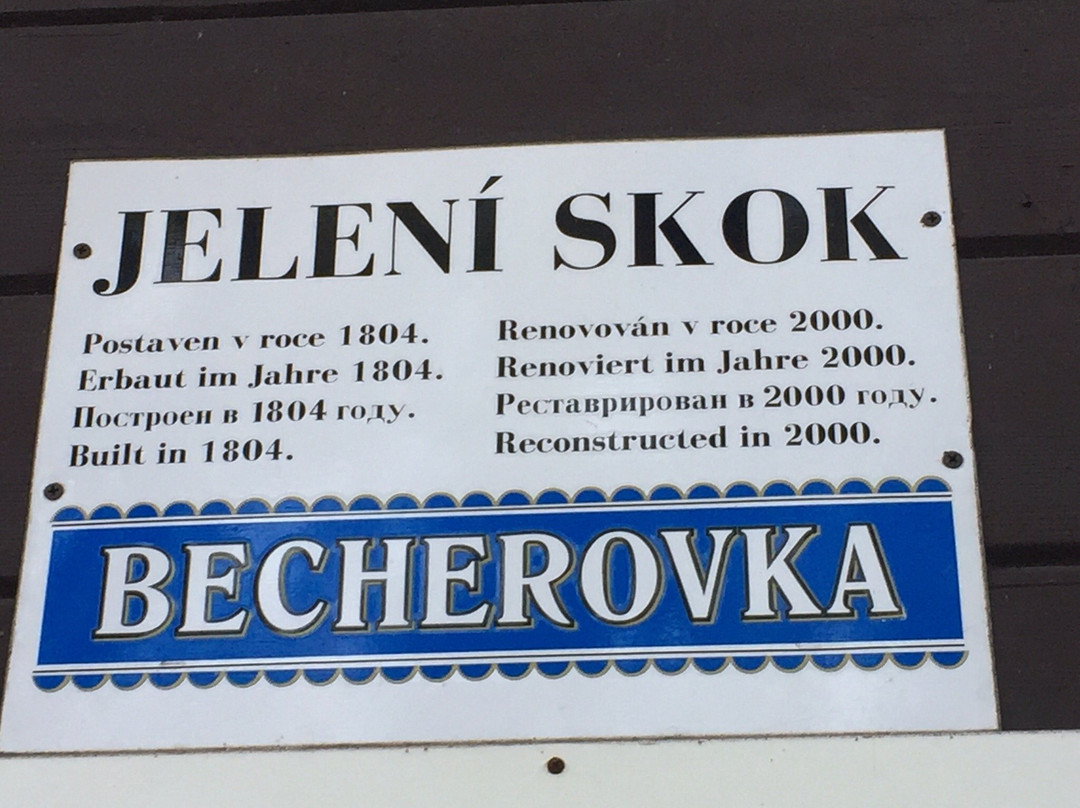 JELENÍ SKOK
Postaven v roce 1804.
Erbaut im Jahre 1804.
Построен в 1804 году.
Built in 1804.
Renovován v roce 2000.
Renoviert im Jahre 2000.
Реставрирован в 2000 году.
Reconstructed in 2000.
BECHEROVKA